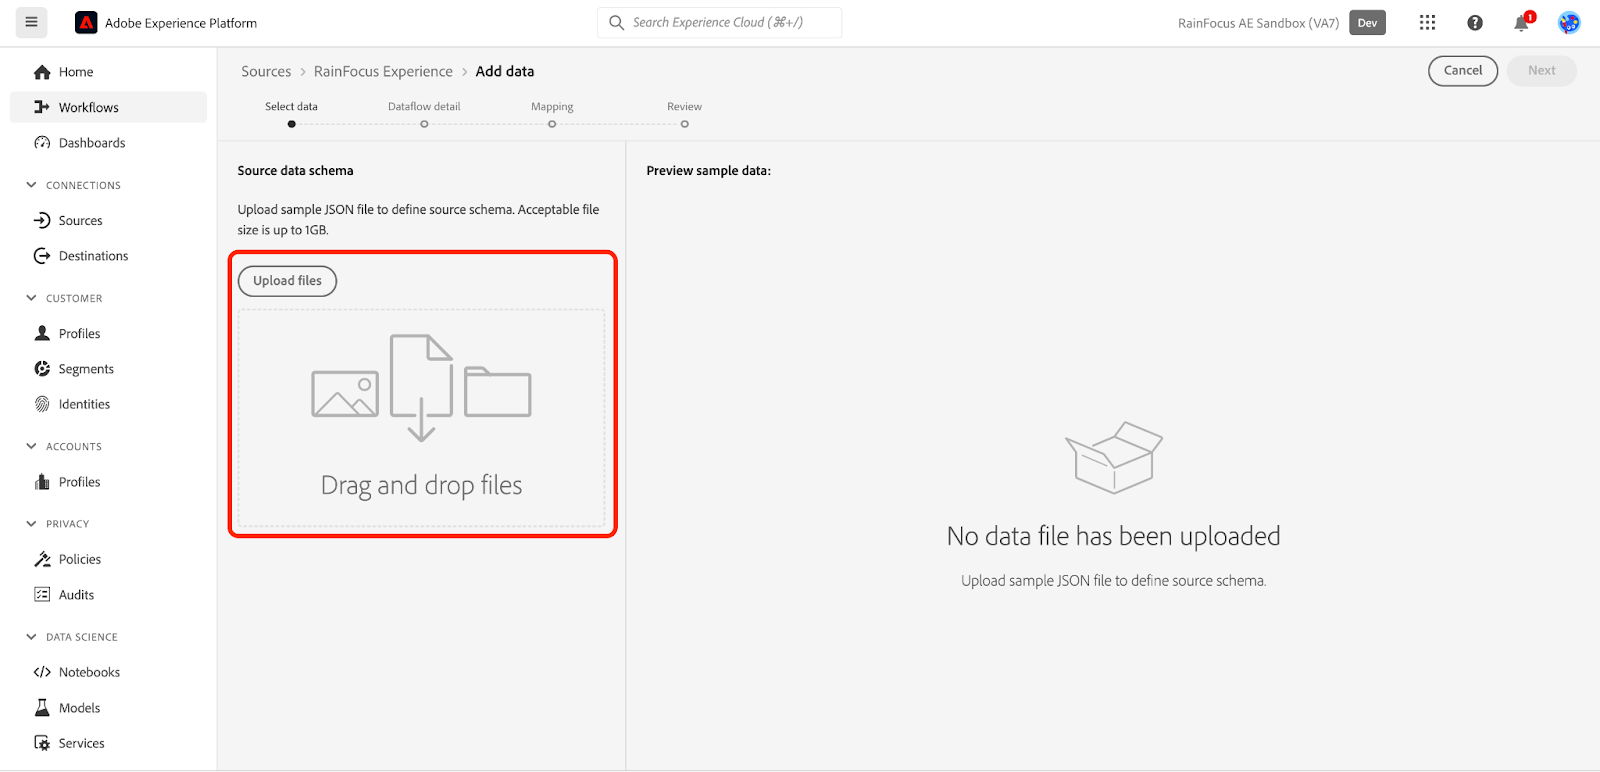 Adobe Experience Platform
Search Experience Cloud (⌘+/)
RainFocus AE Sandbox (VA7)
Dev
1
Home
Workflows
Dashboards
CONNECTIONS
Sources
Destinations
CUSTOMER
Profiles
Segments
Identities
ACCOUNTS
Profiles
PRIVACY
Policies
Audits
DATA SCIENCE
Notebooks
Models
Services
Sources > RainFocus Experience > Add data
Cancel
Next
Select data
Dataflow detail
Mapping
Review
Source data schema
Upload sample JSON file to define source schema. Acceptable file
size is up to 1GB.
Upload files
Drag and drop files
Preview sample data:
No data file has been uploaded
Upload sample JSON file to define source schema.